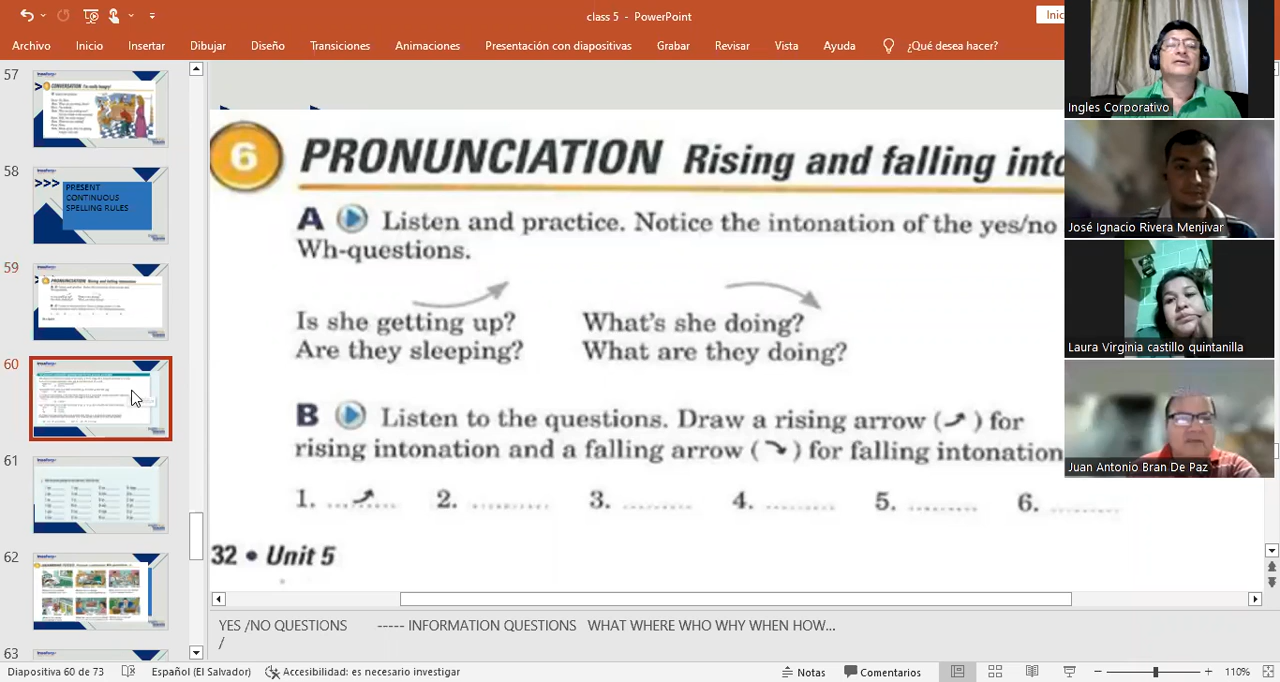 class 5 - PowerPoint
Inic
Archivo Inicio Insertar Dibujar Diseño Transiciones Animaciones Presentación con diapositivas Grabar Revisar Vista Ayuda ¿Qué desea hacer?
57
58
PRESENT
CONTINUOUS
SPELLING RULES
59
60
61
62
63
6 PRONUNCIATION Rising and falling into
A Listen and practice. Notice the intonation of the yes/no
Wh-questions.
Is she getting up? What's she doing?
Are they sleeping? What are they doing?
B Listen to the questions. Draw a rising arrow ( ) for
rising intonation and a falling arrow ( ) for falling intonation
1. 2. 3. 4. 5. 6.
32 • Unit 5
YES /NO QUESTIONS ----- INFORMATION QUESTIONS WHAT WHERE WHO WHY WHEN HOW...
/
Diapositiva 60 de 73 Español (El Salvador) Accesibilidad: es necesario investigar Notas Comentarios 110%
Ingles Corporativo
José Ignacio Rivera Menjivar
Laura Virginia castillo quintanilla
Juan Antonio Bran De Paz